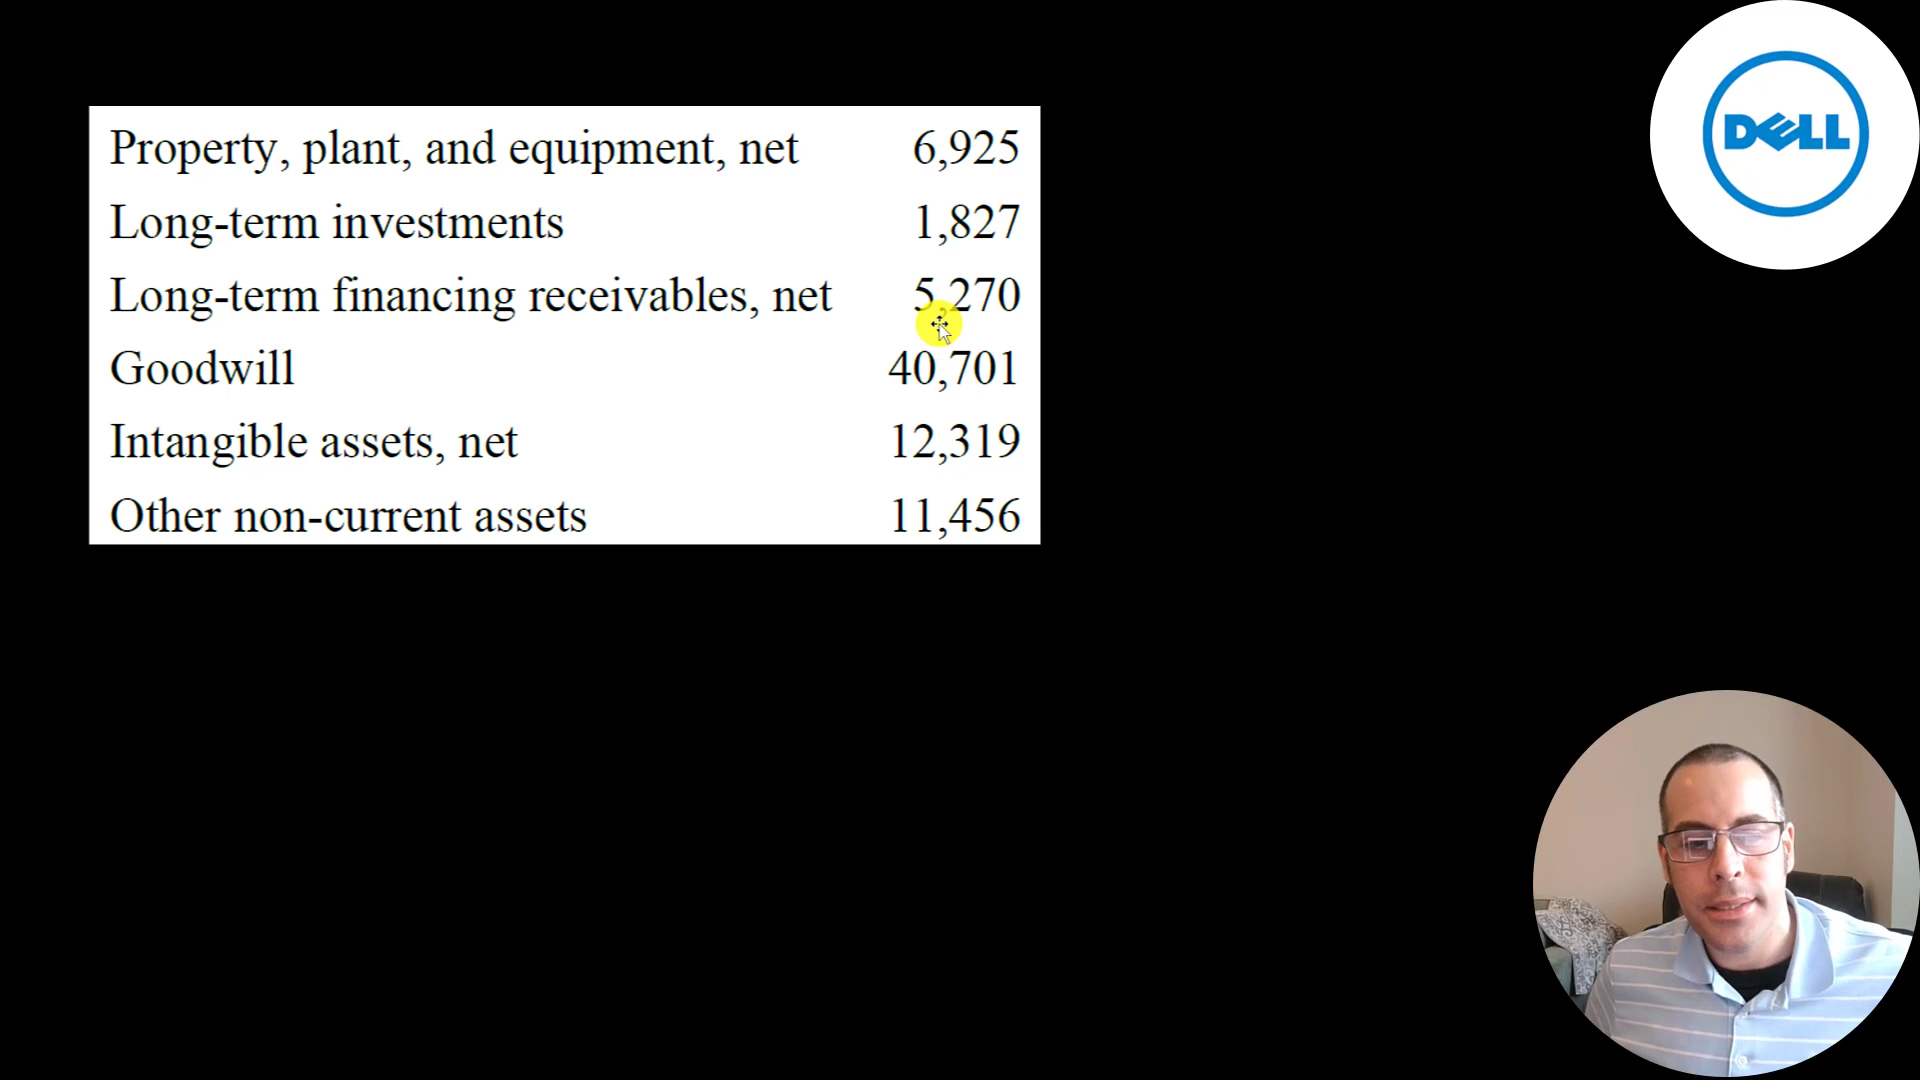 Property, plant, and equipment, net 6,925
Long-term investments 1,827
Long-term financing receivables, net 5,270
Goodwill 40,701
Intangible assets, net 12,319
Other non-current assets 11,456
DELL